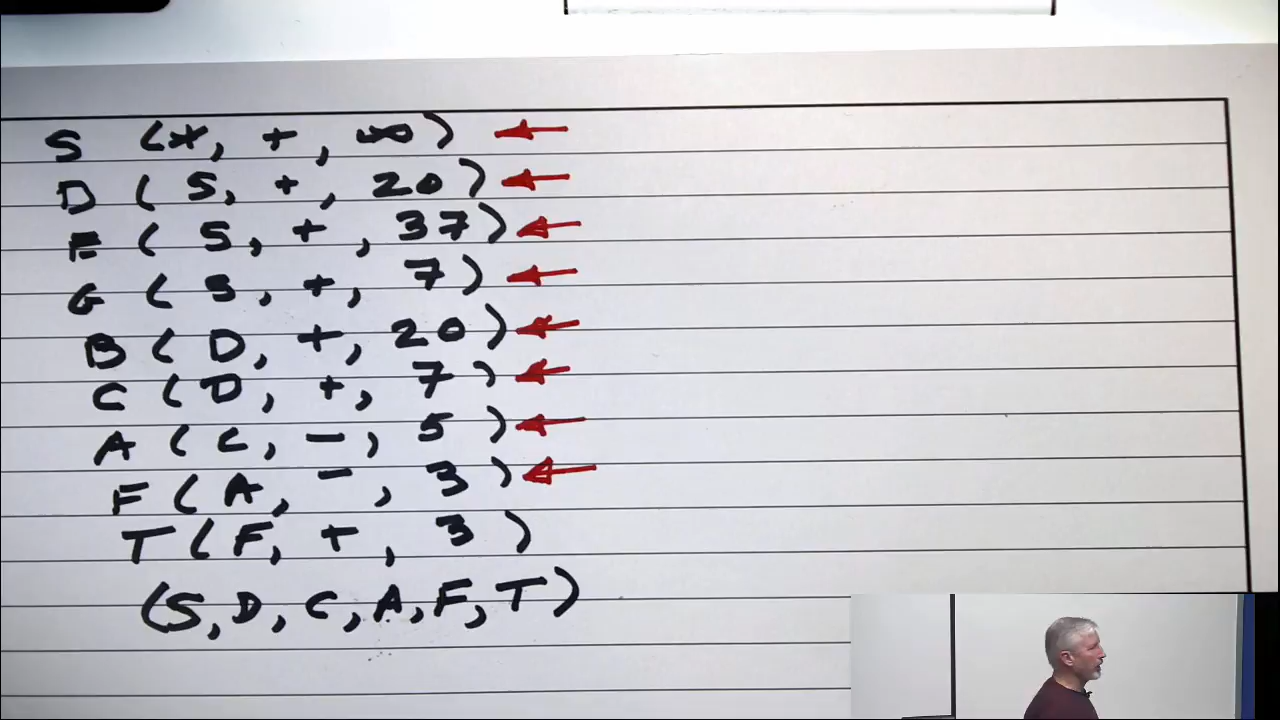 S (*, +, ∞)
D (S, +, 20)
E (S, +, 37)
G (S, +, 7)
B (D, +, 20)
C (D, +, 7)
A (C, -, 5)
F (A, -, 3)
T (F, +, 3)
(S, D, C, A, F, T)